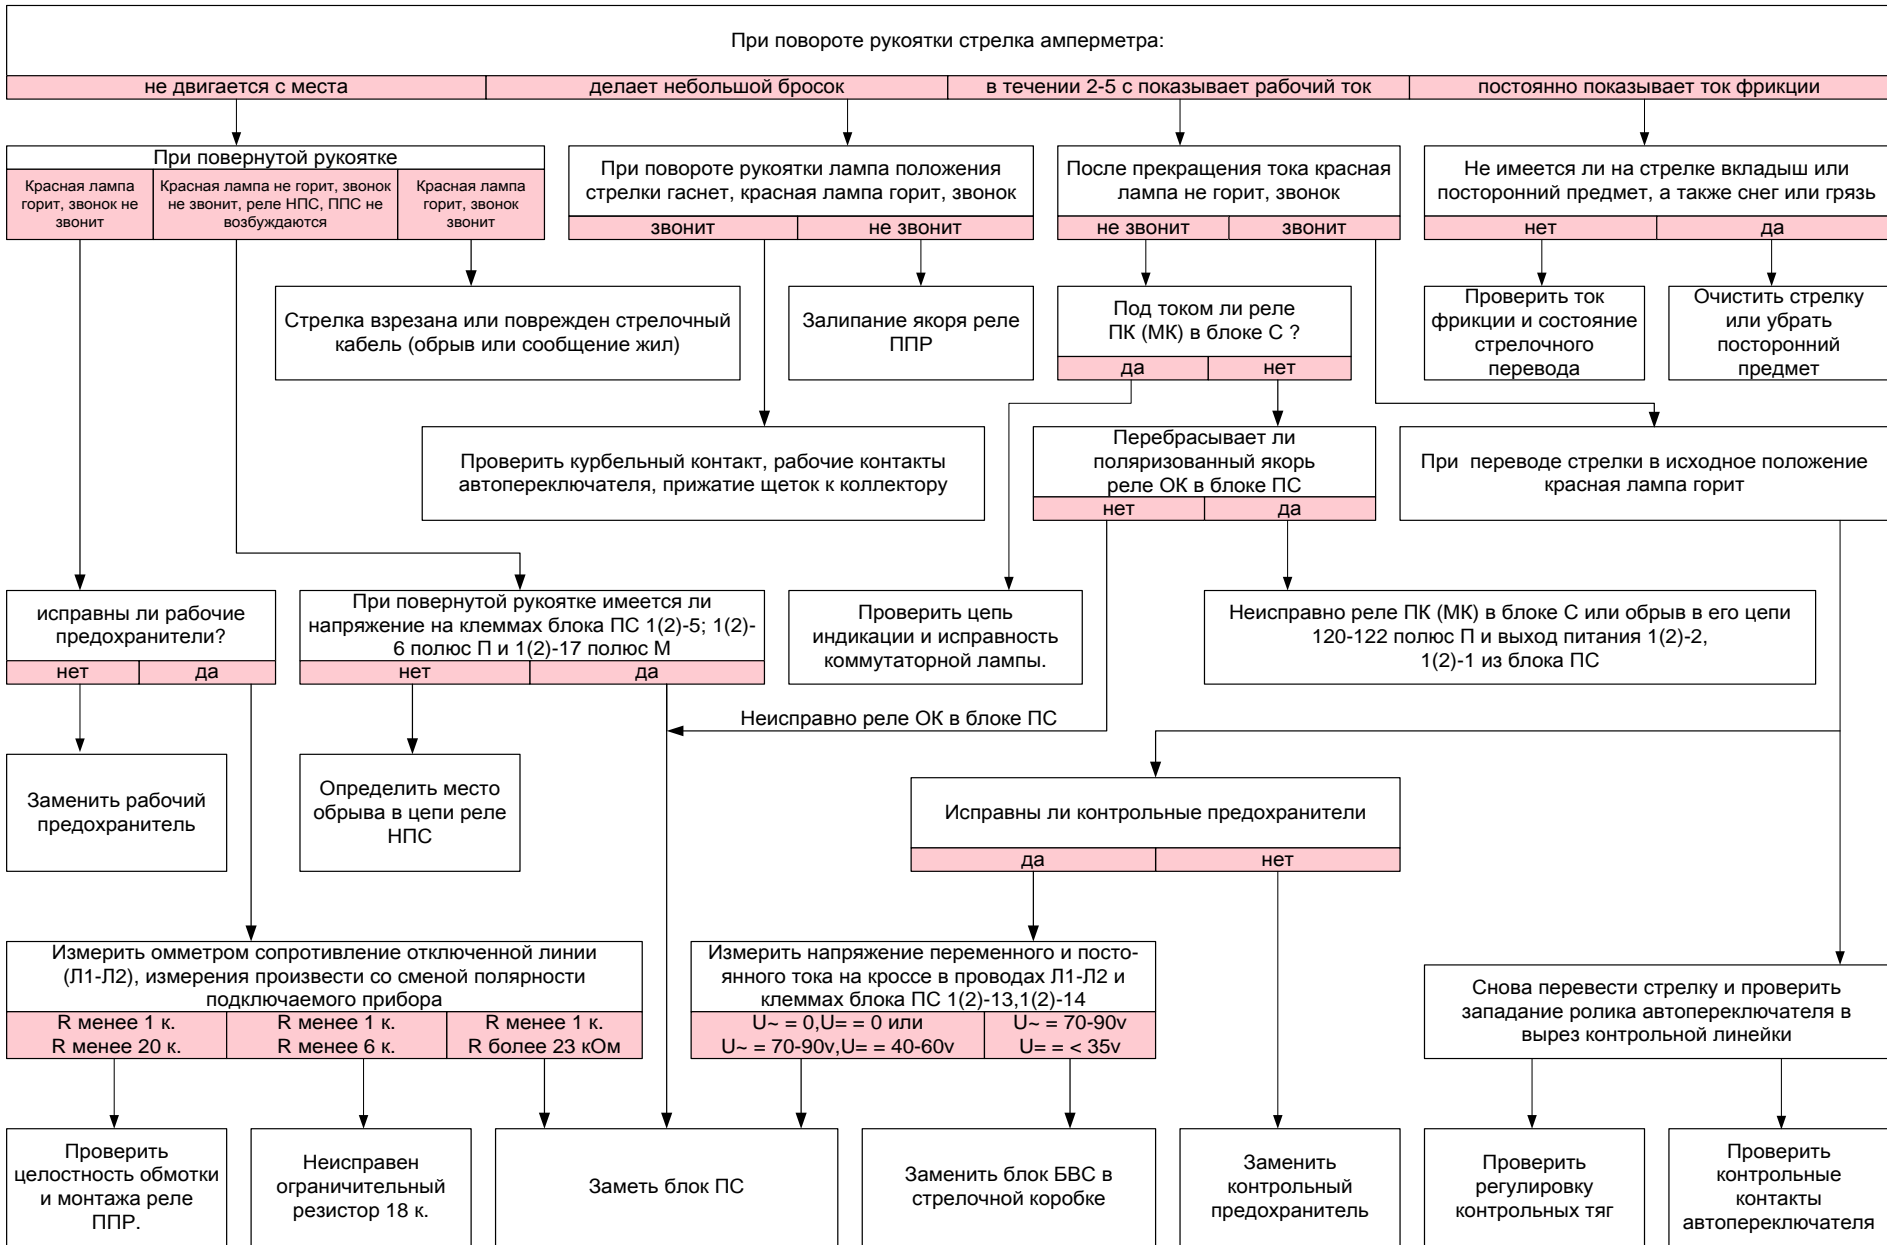 При повороте рукоятки стрелка амперметра:
не двигается с места
делает небольшой бросок
в течении 2-5 с показывает рабочий ток
постоянно показывает ток фрикции
При повернутой рукоятке
Красная лампа
горит, звонок не
звонит
Красная лампа не горит, звонок
не звонит, реле НПС, ППС не
возбуждаются
Красная лампа
горит, звонок
звонит
При повороте рукоятки лампа положения
стрелки гаснет, красная лампа горит, звонок
звонит
не звонит
После прекращения тока красная
лампа не горит, звонок
не звонит
звонит
Не имеется ли на стрелке вкладыш или
посторонний предмет, а также снег или грязь
нет
да
Стрелка взрезана или поврежден стрелочный
кабель (обрыв или сообщение жил)
Залипание якоря реле
ППР
Под током ли реле
ПК (МК) в блоке С ?
да
нет
Проверить ток
фрикции и состояние
стрелочного
перевода
Очистить стрелку
или убрать
посторонний
предмет
Проверить курбельный контакт, рабочие контакты
автопереключателя, прижатие щеток к коллектору
Перебрасывает ли
поляризованный якорь
реле ОК в блоке ПС
нет
да
При  переводе стрелки в исходное положение
красная лампа горит
исправны ли рабочие
предохранители?
нет
да
При повернутой рукоятке имеется ли
напряжение на клеммах блока ПС 1(2)-5; 1(2)-
6 полюс П и 1(2)-17 полюс М
нет
да
Проверить цепь
индикации и исправность
коммутаторной лампы.
Неисправно реле ПК (МК) в блоке С или обрыв в его цепи
120-122 полюс П и выход питания 1(2)-2,
1(2)-1 из блока ПС
Неисправно реле ОК в блоке ПС
Заменить рабочий
предохранитель
Определить место
обрыва в цепи реле
НПС
Исправны ли контрольные предохранители
да
нет
Измерить омметром сопротивление отключенной линии
(Л1-Л2), измерения произвести со сменой полярности
подключаемого прибора
R менее 1 к.
R менее 20 к.
R менее 1 к.
R менее 6 к.
R менее 1 к.
R более 23 кОм
Измерить напряжение переменного и посто-
янного тока на кроссе в проводах Л1-Л2 и
клеммах блока ПС 1(2)-13,1(2)-14
U~ = 0,U= = 0 или
U~ = 70-90v,U= = 40-60v
U~ = 70-90v
U= = < 35v
Снова перевести стрелку и проверить
западание ролика автопереключателя в
вырез контрольной линейки
Проверить
целостность обмотки
и монтажа реле
ППР.
Неисправен
ограничительный
резистор 18 к.
Заметь блок ПС
Заменить блок БВС в
стрелочной коробке
Заменить
контрольный
предохранитель
Проверить
регулировку
контрольных тяг
Проверить
контрольные
контакты
автопереключателя